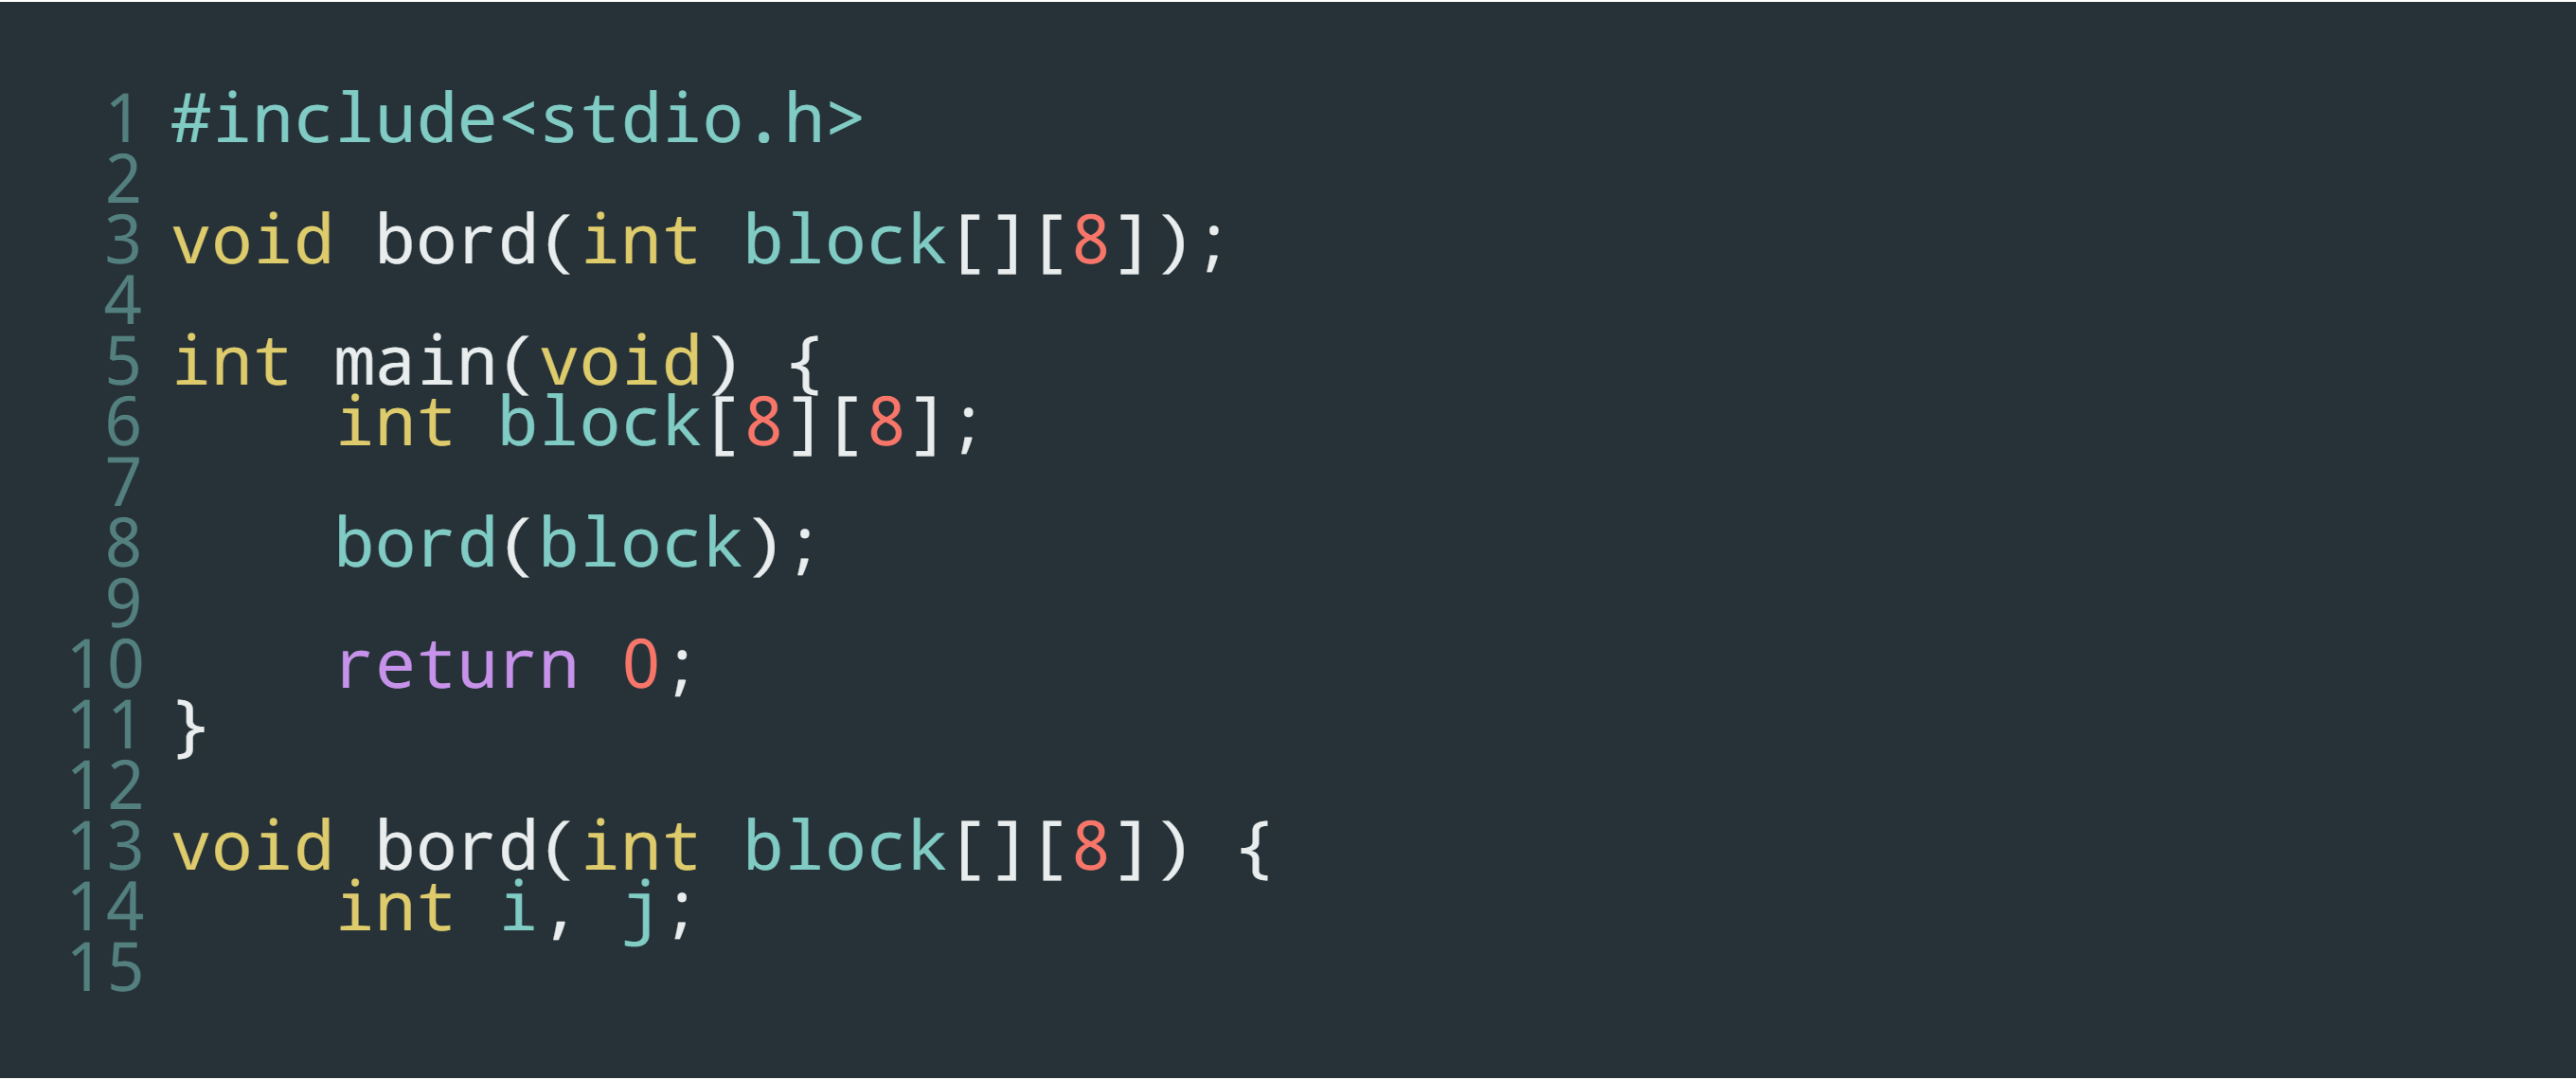 1 #include<stdio.h>
2
3 void bord(int block[][8]);
4
5 int main(void) {
6     int block[8][8];
7
8     bord(block);
9
10     return 0;
11 }
12
13 void bord(int block[][8]) {
14     int i, j;
15